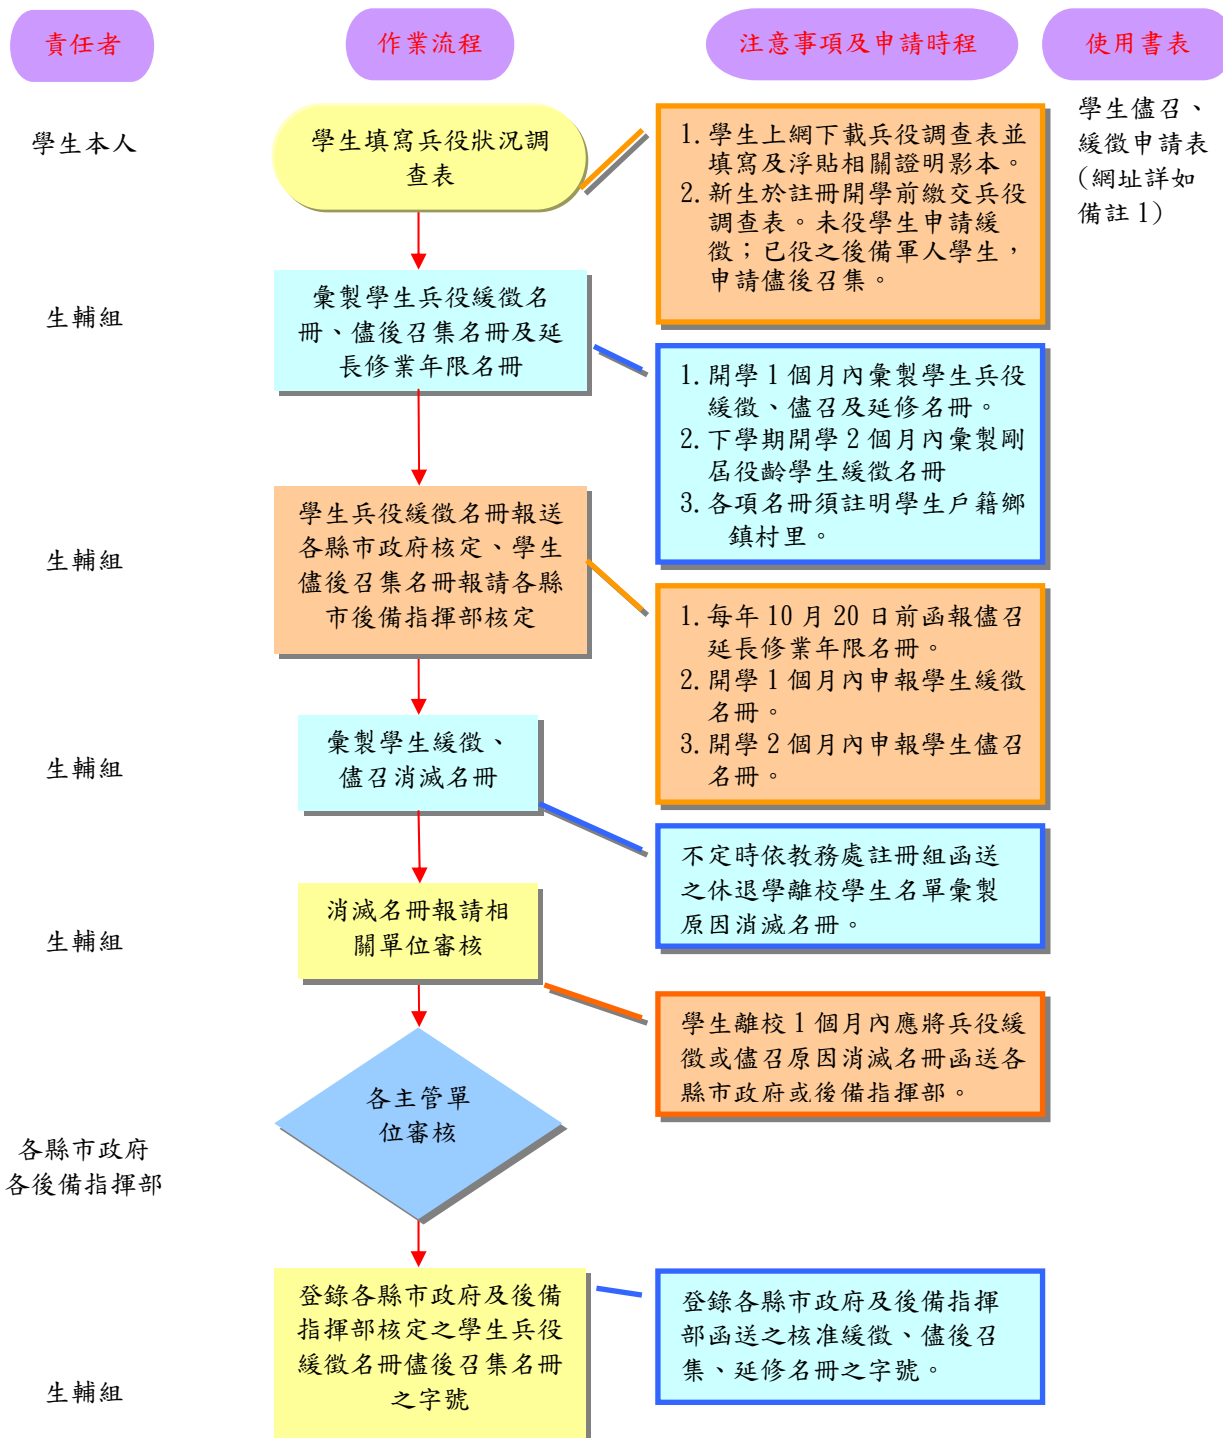 責任者
作業流程
注意事項及申請時程
使用書表
學生本人
學生填寫兵役狀況調
查表
1. 學生上網下載兵役調查表並
填寫及浮貼相關證明影本。
2. 新生於註冊開學前繳交兵役
調查表。未役學生申請緩
徵；已役之後備軍人學生，
申請儘後召集。
學生儘召、
緩徵申請表
(網址詳如
備註 1)
生輔組
彙製學生兵役緩徵名
冊、儘後召集名冊及延
長修業年限名冊
1. 開學 1 個月內彙製學生兵役
緩徵、儘召及延修名冊。
2. 下學期開學 2 個月內彙製剛
屆役齡學生緩徵名冊
3. 各項名冊須註明學生戶籍鄉
鎮村里。
生輔組
學生兵役緩徵名冊報送
各縣市政府核定、學生
儘後召集名冊報請各縣
市後備指揮部核定
1. 每年 10 月 20 日前函報儘召
延長修業年限名冊。
2. 開學 1 個月內申報學生緩徵
名冊。
3. 開學 2 個月內申報學生儘召
名冊。
生輔組
彙製學生緩徵、
儘召消滅名冊
不定時依教務處註冊組函送
之休退學離校學生名單彙製
原因消滅名冊。
生輔組
消滅名冊報請相
關單位審核
學生離校 1 個月內應將兵役緩
徵或儘召原因消滅名冊函送各
縣市政府或後備指揮部。
各縣市政府
各後備指揮部
各主管單
位審核
生輔組
登錄各縣市政府及後備
指揮部核定之學生兵役
緩徵名冊儘後召集名冊
之字號
登錄各縣市政府及後備指揮
部函送之核准緩徵、儘後召
集、延修名冊之字號。